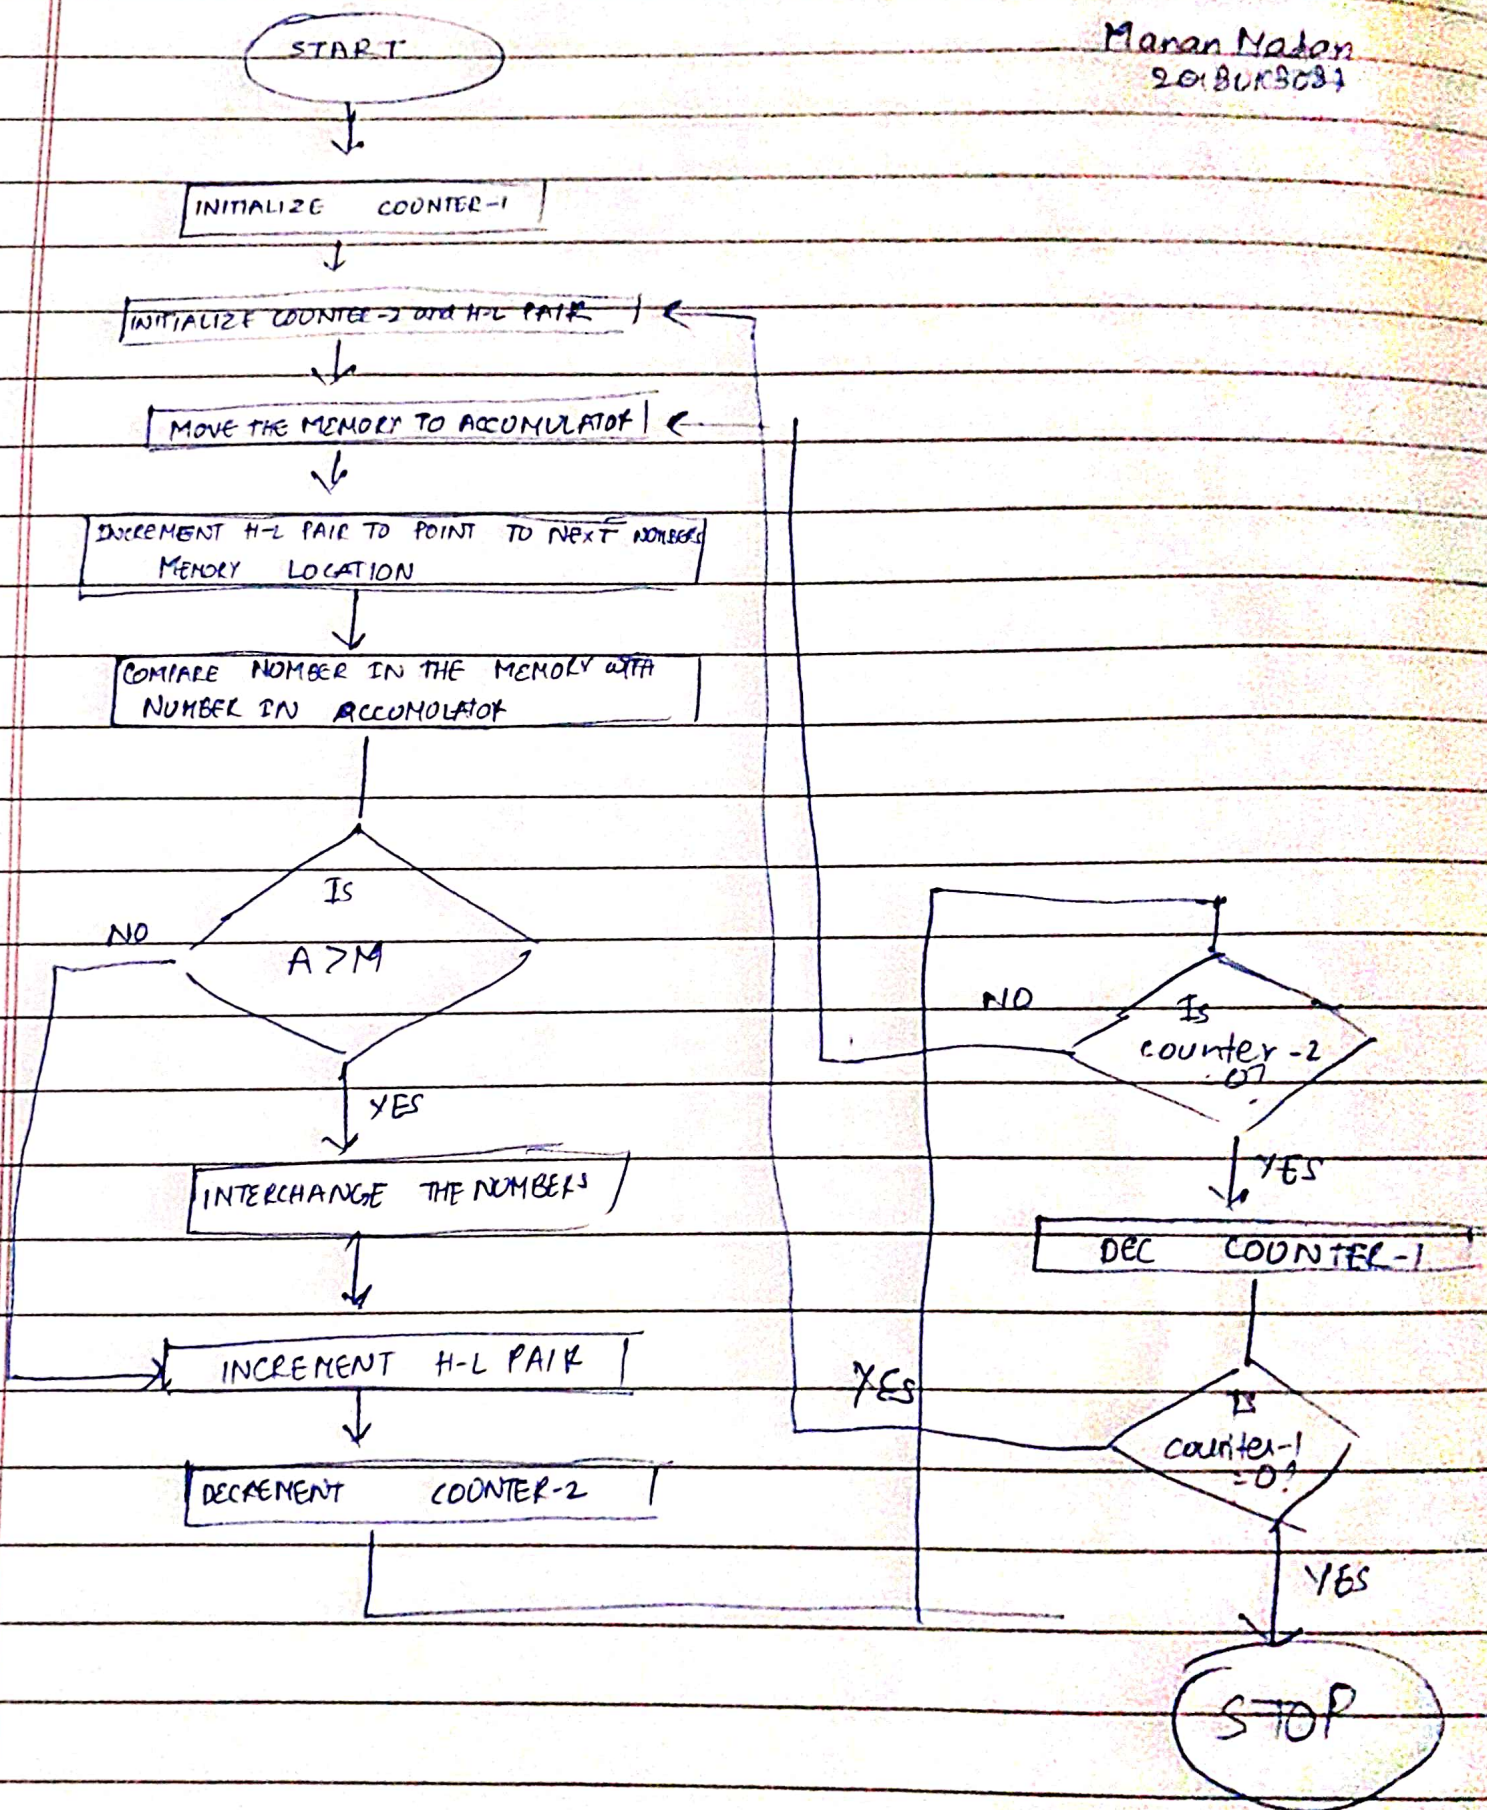 START
Manan Nadan
INITIALIZE COUNTER-1
INITIALIZE COUNTER-2 and H-L PAIR
MOVE THE MEMORY TO ACCUMULATOR
INCREMENT H-L PAIR TO POINT TO NEXT NUMBERS
MEMORY LOCATION
COMPARE NUMBER IN THE MEMORY WITH
NUMBER IN ACCUMOLATOR
Is
A>M
NO
YES
INTERCHANGE THE NUMBERS
INCREMENT H-L PAIR
DECREMENT COUNTER-2
NO
Is
counter-2
=0?
YES
DEC COUNTER-1
YES
Is
counter-1
=0?
YES
STOP